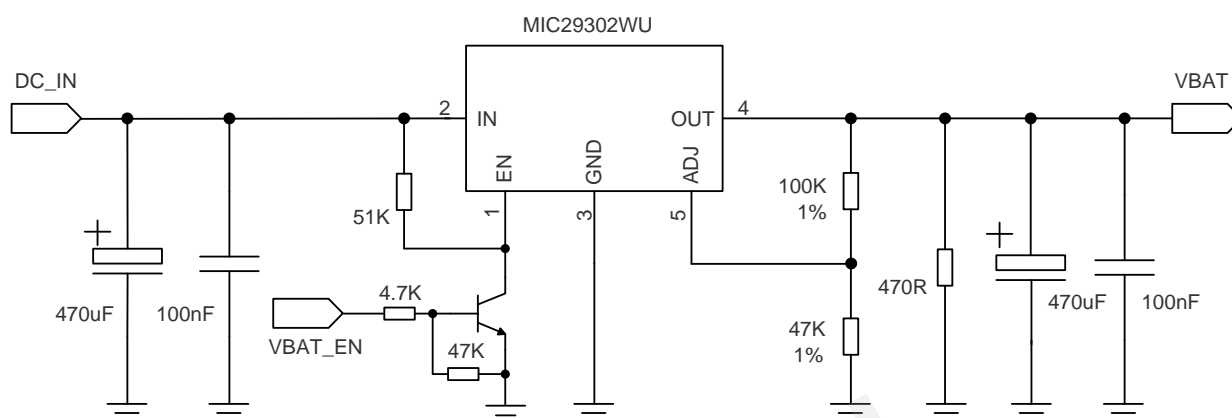 MIC29302WU
DC_IN
VBAT
2
IN
OUT
4
EN
GND
ADJ
1
3
5
51K
100K
1%
470uF
100nF
4.7K
VBAT_EN
47K
47K
1%
470R
470uF
100nF